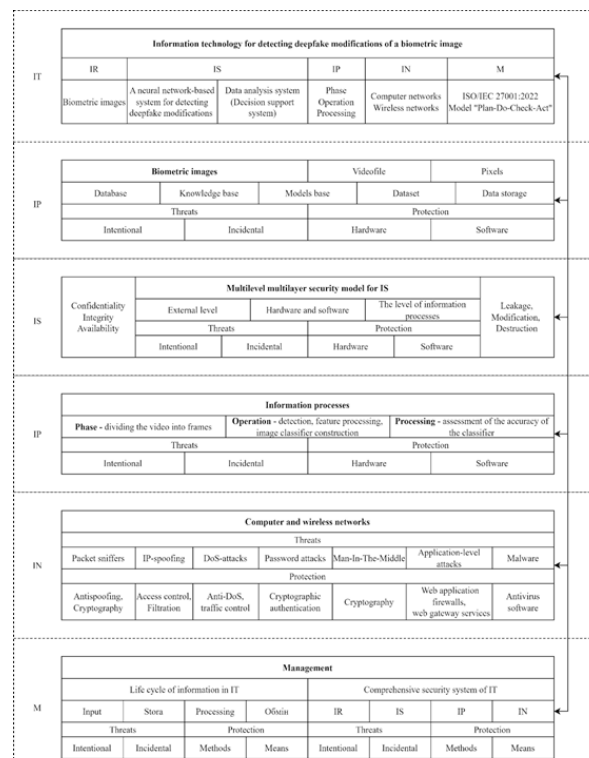 Information technology for detecting deepfake modifications of a biometric image
IT
IR IS IP IN M
Biometric images
A neural network-based
system for detecting
deepfake modifications
Data analysis system
(Decision support
system)
Phase
Operation
Processing
Computer networks
Wireless networks
ISO/IEC 27001:2022
Model "Plan-Do-Check-Act"
IP
Biometric images Videofile Pixels
Database Knowledge base Models base Dataset Data storage
Threats Protection
Intentional Incidental Hardware Software
IS
Confidentiality
Integrity
Availability
Multilevel multilayer security model for IS
External level
Hardware and software
The level of information
processes
Threats Protection
Intentional Incidental Hardware Software
Leakage,
Modification,
Destruction
IP
Information processes
Phase - dividing the video into frames
Operation - detection, feature processing,
image classifier construction
Processing - assessment of the accuracy of
the classifier
Threats Protection
Intentional Incidental Hardware Software
IN
Computer and wireless networks
Threats
Packet sniffers
IP-spoofing
DoS-attacks
Password attacks
Man-In-The-Middle
Application-level
attacks
Malware
Protection
Antispoofing,
Cryptography
Access control,
Filtration
Anti-DoS,
traffic control
Cryptographic
authentication
Cryptography
Web application
firewalls,
web gateway services
Antivirus
software
M
Management
Life cycle of information in IT Comprehensive security system of IT
Input Stora Processing Обмін IR IS IP IN
Threats Protection Threats Protection
Intentional Incidental Methods Means Intentional Incidental Methods Means